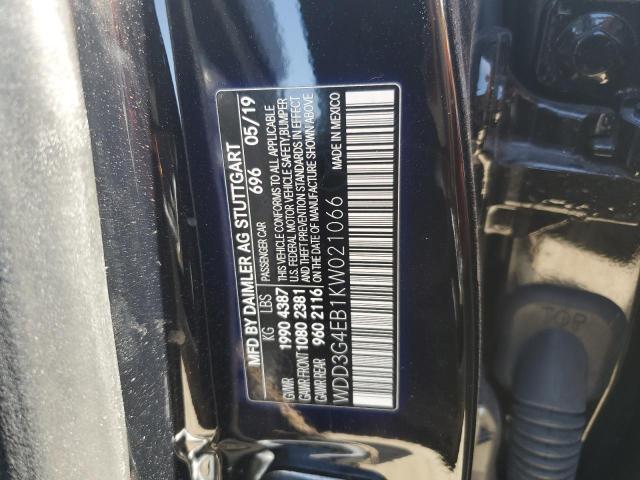 MFD BY DAIMLER AG STUTTGART 696 05/19
KG LBS PASSENGER CAR
GVWR 1990 4387 THIS VEHICLE CONFORMS TO ALL APPLICABLE
GAWR FRONT 1080 2381 U.S. FEDERAL MOTOR VEHICLE SAFETY, BUMPER
GAWR REAR 960 2116 AND THEFT PREVENTION STANDARDS IN EFFECT
ON THE DATE OF MANUFACTURE SHOWN ABOVE
WDD3G4EB1KW021066 MADE IN MEXICO
TOP